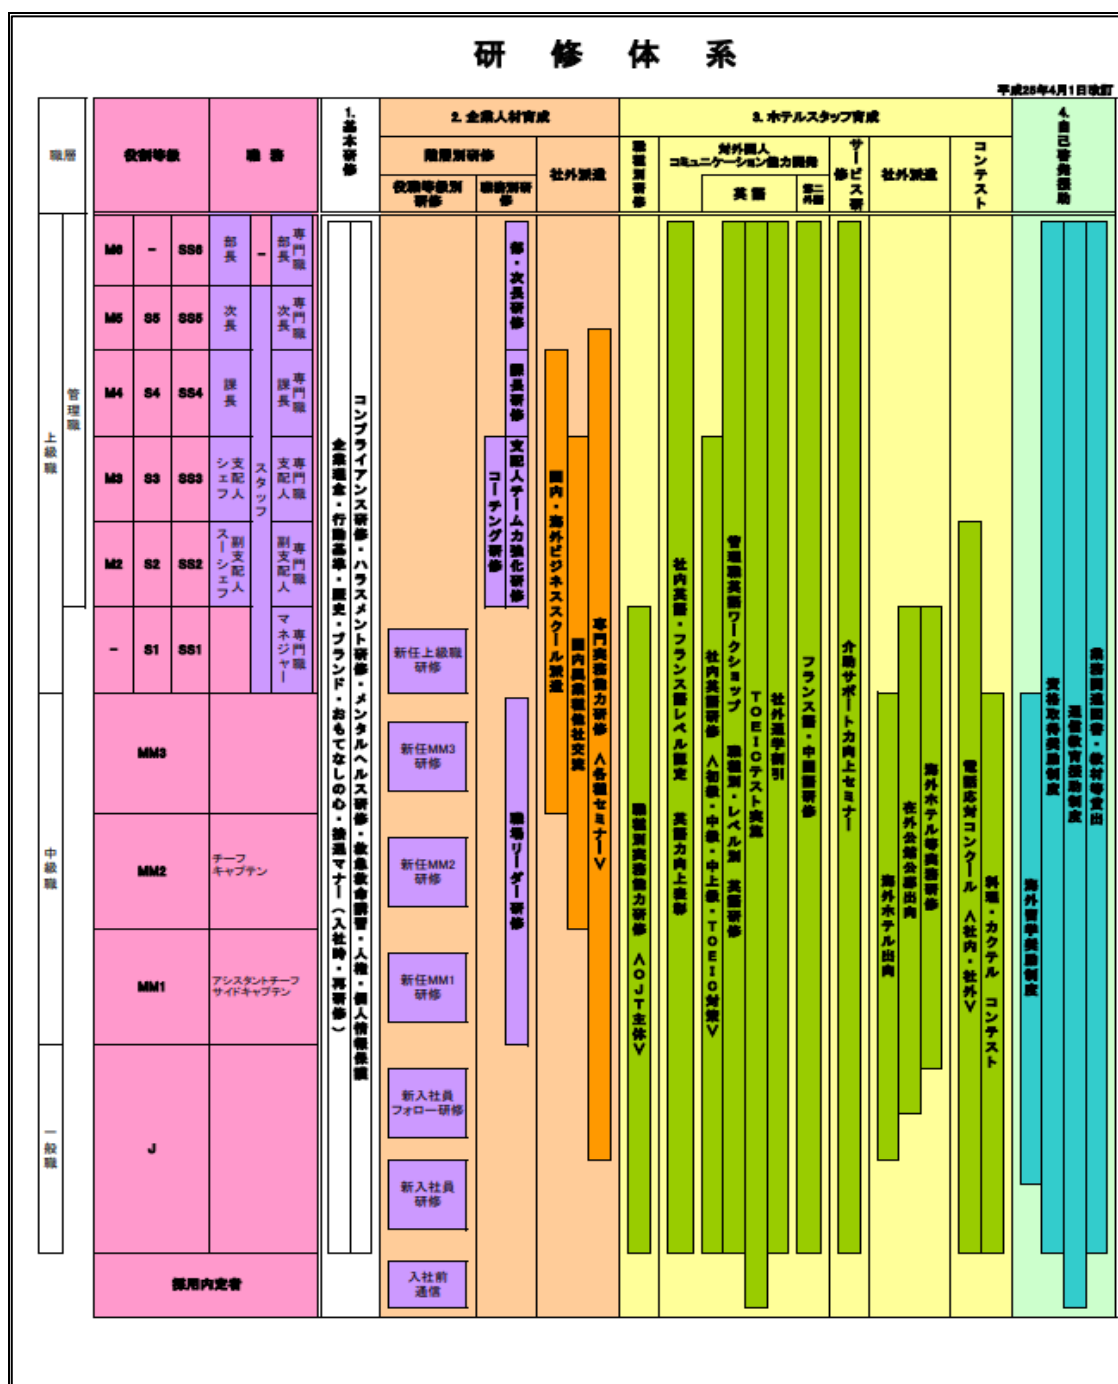 研修体系
平成25年4月1日改訂
職層
役割等級
職務
1.基本研修
2.企業人材育成
階層別研修
役職等級別
研修
職務別研修
社外派遣
3.ホテルスタッフ育成
職種別研修
対外国人
コミュニケーション能力開発
英語
第二外国
サービス研修
社外派遣
コンテスト
4.自己啓発援助
上級職
管理職
中級職
一般職
M6
-
SS6
部長
-
専門職
部長
M5
S5
SS5
次長
専門職
次長
M4
S4
SS4
課長
専門職
課長
M3
S3
SS3
支配人
シェフ
スタッフ
専門職
支配人
M2
S2
SS2
副支配人
スーシェフ
専門職
副支配人
-
S1
SS1
専門職
マネジャー
MM3
MM2
チーフ
キャプテン
MM1
アシスタントチーフ
サイドキャプテン
J
採用内定者
コンプライアンス研修・ハラスメント研修・メンタルヘルス研修・救急救命講習・人権・個人情報保護
企業理念・行動基準・歴史・ブランド・おもてなしの心・接遇マナー(入社時・再研修)
新任上級職
研修
新任MM3
研修
新任MM2
研修
新任MM1
研修
新入社員
フォロー研修
新入社員
研修
入社前
通信
部・次長研修
課長研修
支配人チーム力強化研修
コーチング研修
職場リーダー研修
国内・海外ビジネススクール派遣
国内異業種他社交流
専門実務能力研修 <各種セミナー>
職種別実務能力研修 <OJT主体>
社内英語・フランス語レベル認定 英語力向上表彰
社内英語研修 <初級・中級・中上級・TOEIC対策>
管理職英語ワークショップ 職種別・レベル別 英語研修
TOEICテスト実施
社外通学割引
フランス語・中国語研修
介助サポート力向上セミナー
海外ホテル出向
在外公館公募出向
海外ホテル等実務研修
電話応対コンクール <社内・社外>
料理・カクテル コンテスト
海外留学奨励制度
資格取得奨励制度
通信教育援助制度
業務関連図書・教材等貸出